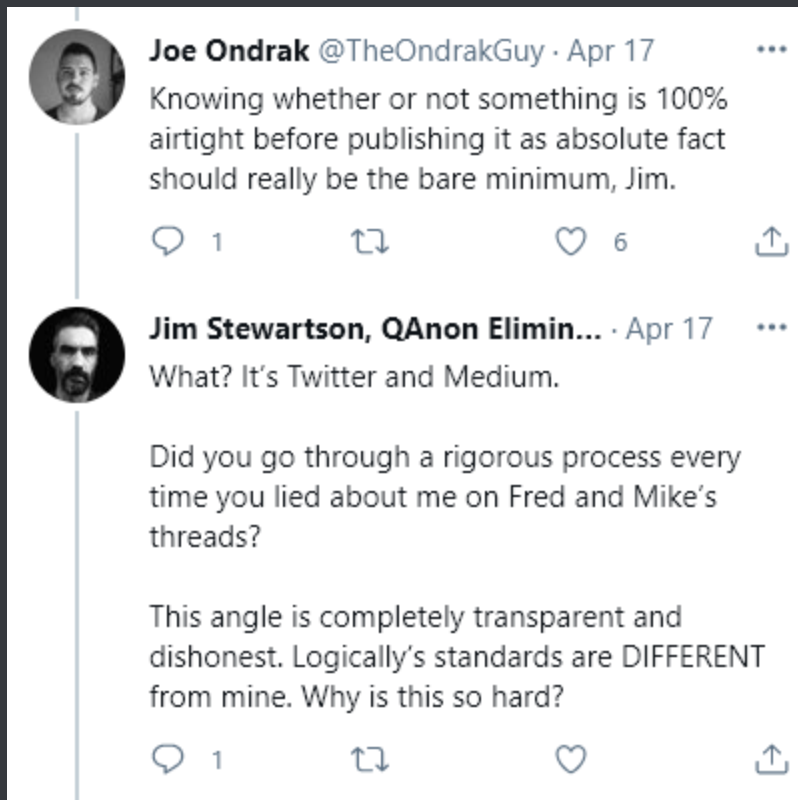 Joe Ondrak @TheOndrakGuy · Apr 17
Knowing whether or not something is 100%
airtight before publishing it as absolute fact
should really be the bare minimum, Jim.
1 6
Jim Stewartson, QAnon Elimin... · Apr 17
What? It's Twitter and Medium.
Did you go through a rigorous process every
time you lied about me on Fred and Mike's
threads?
This angle is completely transparent and
dishonest. Logically's standards are DIFFERENT
from mine. Why is this so hard?
1